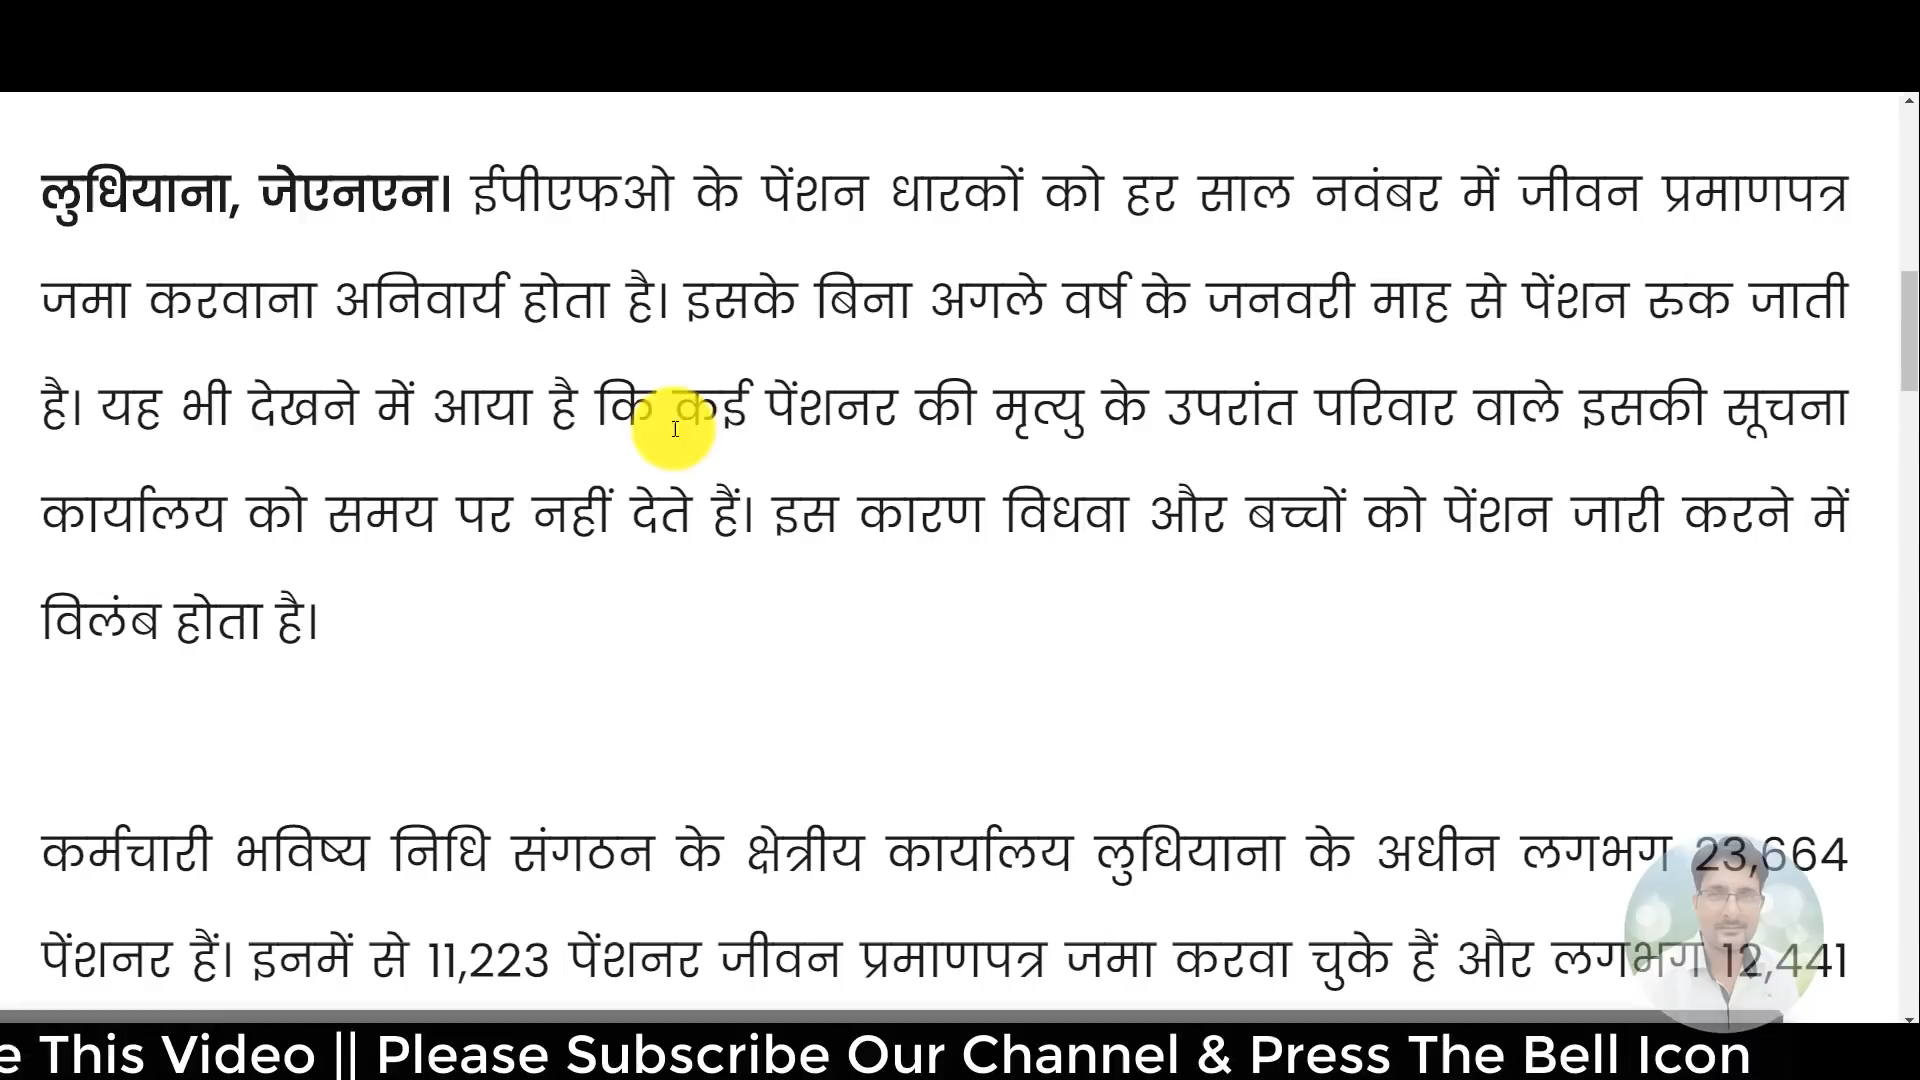 लुधियाना, जेएनएन। ईपीएफओ के पेंशन धारकों को हर साल नवंबर में जीवन प्रमाणपत्र
जमा करवाना अनिवार्य होता है। इसके बिना अगले वर्ष के जनवरी माह से पेंशन रुक जाती
है। यह भी देखने में आया है कि कई पेंशनर की मृत्यु के उपरांत परिवार वाले इसकी सूचना
कार्यालय को समय पर नहीं देते हैं। इस कारण विधवा और बच्चों को पेंशन जारी करने में
विलंब होता है।
कर्मचारी भविष्य निधि संगठन के क्षेत्रीय कार्यालय लुधियाना के अधीन लगभग 23,664
पेंशनर हैं। इनमें से 11,223 पेंशनर जीवन प्रमाणपत्र जमा करवा चुके हैं और लगभग 12,441
e This Video || Please Subscribe Our Channel & Press The Bell Icon